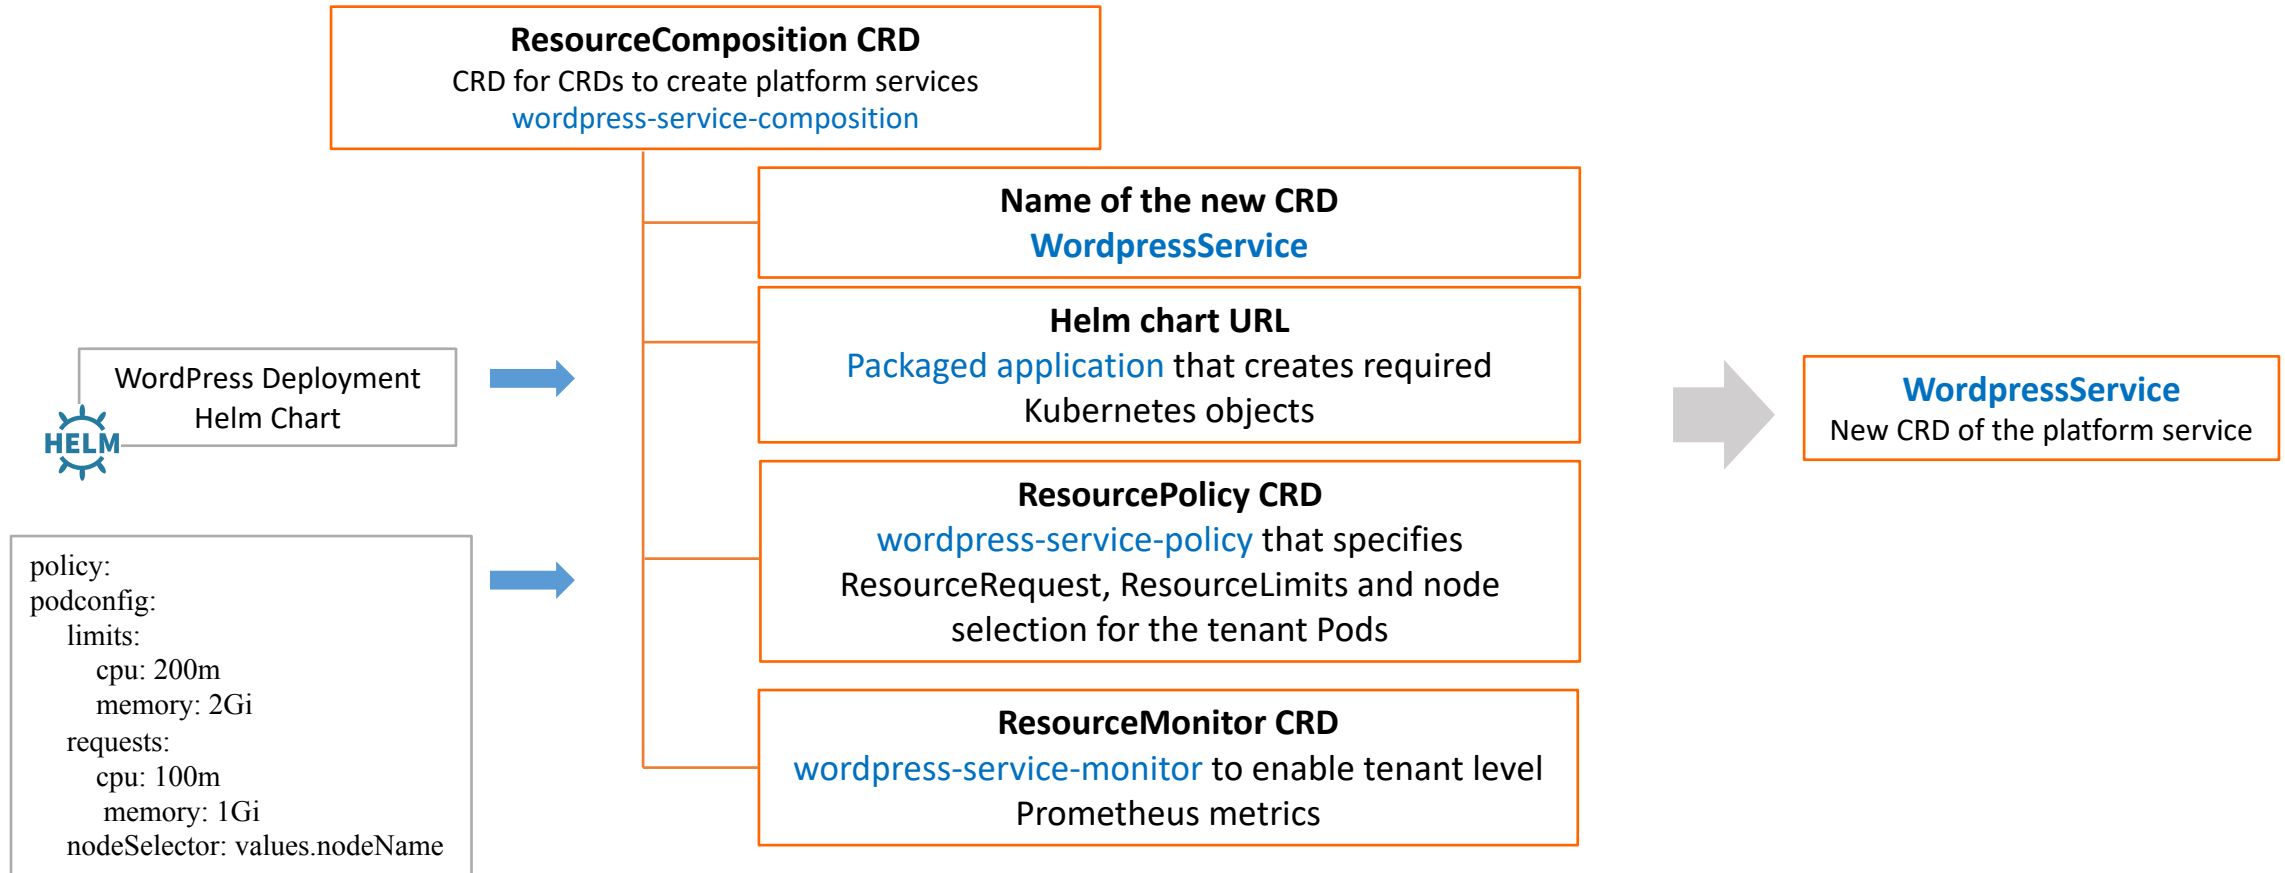 ResourceComposition CRD
CRD for CRDs to create platform services
wordpress-service-composition
Name of the new CRD
WordpressService
Helm chart URL
Packaged application that creates required
Kubernetes objects
ResourcePolicy CRD
wordpress-service-policy that specifies
ResourceRequest, ResourceLimits and node
selection for the tenant Pods
ResourceMonitor CRD
wordpress-service-monitor to enable tenant level
Prometheus metrics
WordPress Deployment
Helm Chart
HELM
policy:
podconfig:
limits:
cpu: 200m
memory: 2Gi
requests:
cpu: 100m
memory: 1Gi
nodeSelector: values.nodeName
WordpressService
New CRD of the platform service